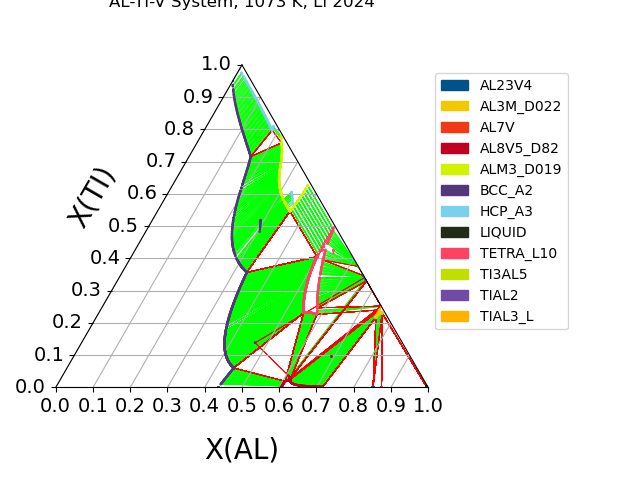 AL-TI-V System, 1073 K, LI 2024
1.0
0.9
0.8
0.7
0.6
0.5
0.4
0.3
0.2
0.1
0.0
X(TI)
0.0 0.1 0.2 0.3 0.4 0.5 0.6 0.7 0.8 0.9 1.0
X(AL)
AL23V4
AL3M_D022
AL7V
AL8V5_D82
ALM3_D019
BCC_A2
HCP_A3
LIQUID
TETRA_L10
TI3AL5
TIAL2
TIAL3_L